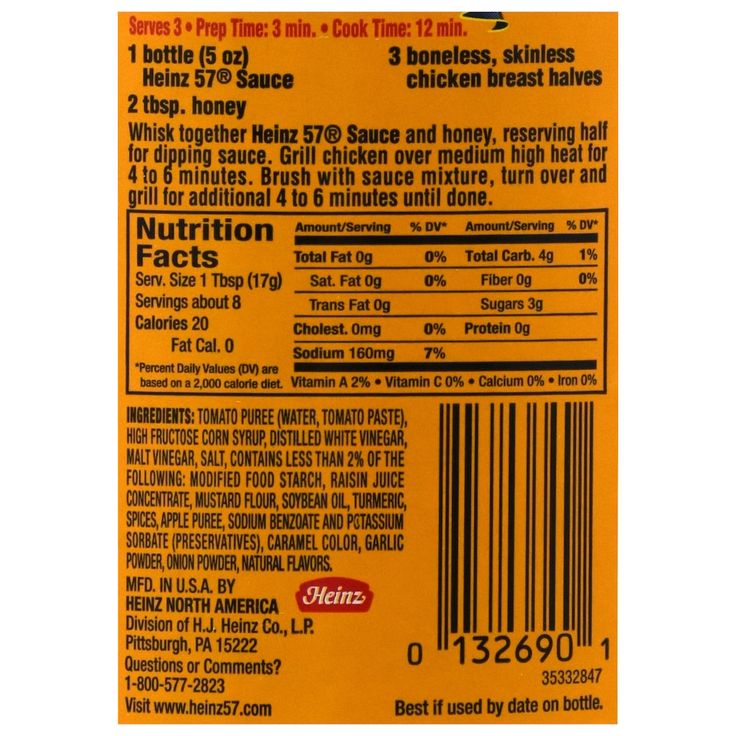 Serves 3 • Prep Time: 3 min. • Cook Time: 12 min.
1 bottle (5 oz)
Heinz 57® Sauce
3 boneless, skinless
chicken breast halves
2 tbsp. honey
Whisk together Heinz 57® Sauce and honey, reserving half
for dipping sauce. Grill chicken over medium high heat for
4 to 6 minutes. Brush with sauce mixture, turn over and
grill for additional 4 to 6 minutes until done.
Nutrition
Facts
Serv. Size 1 Tbsp (17g)
Servings about 8
Calories 20
Fat Cal. 0
*Percent Daily Values (DV) are
based on a 2,000 calorie diet.
Amount/Serving % DV* Amount/Serving % DV*
Total Fat 0g 0% Total Carb. 4g 1%
Sat. Fat 0g 0% Fiber 0g 0%
Trans Fat 0g Sugars 3g
Cholest. 0mg 0% Protein 0g
Sodium 160mg 7%
Vitamin A 2% • Vitamin C 0% • Calcium 0% • Iron 0%
INGREDIENTS: TOMATO PUREE (WATER, TOMATO PASTE),
HIGH FRUCTOSE CORN SYRUP, DISTILLED WHITE VINEGAR,
MALT VINEGAR, SALT, CONTAINS LESS THAN 2% OF THE
FOLLOWING: MODIFIED FOOD STARCH, RAISIN JUICE
CONCENTRATE, MUSTARD FLOUR, SOYBEAN OIL, TURMERIC,
SPICES, APPLE PUREE, SODIUM BENZOATE AND POTASSIUM
SORBATE (PRESERVATIVES), CARAMEL COLOR, GARLIC
POWDER, ONION POWDER, NATURAL FLAVORS.
MFD. IN U.S.A. BY
HEINZ NORTH AMERICA
Division of H.J. Heinz Co., L.P.
Pittsburgh, PA 15222
Questions or Comments?
1-800-577-2823
Visit www.heinz57.com
Heinz
0 132690 1
35332847
Best if used by date on bottle.